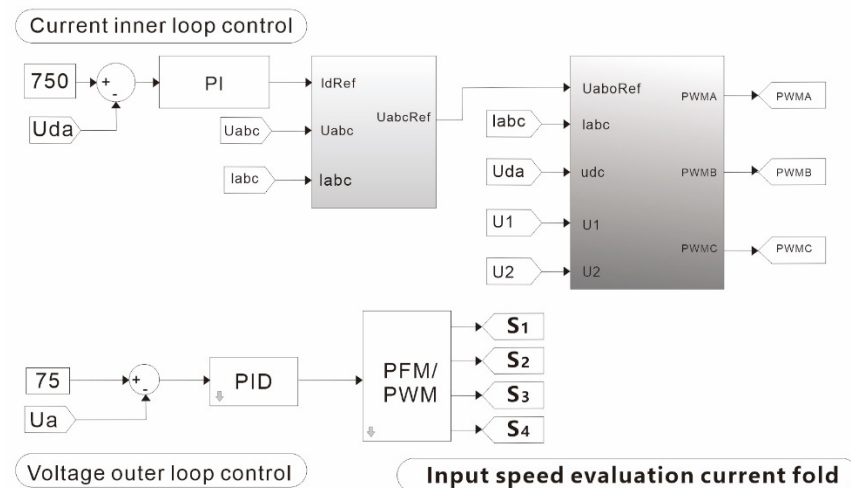 Current inner loop control
750
+
-
PI
Uda
IdRef
Uabc
Uabc
UabcRef
Iabc
Iabc
UaboRef
PWMA
PWMA
Iabc
Iabc
Uda
udc
PWMB
PWMB
U1
U1
PWMC
PWMC
U2
U2
75
+
-
PID
PFM/
PWM
S1
S2
S3
S4
Ua
Voltage outer loop control
Input speed evaluation current fold